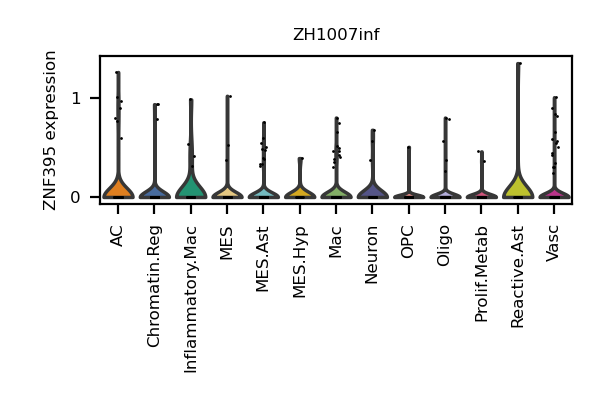 ZH1007inf
ZNF395 expression
1
0
AC
Chromatin.Reg
Inflammatory.Mac
MES
MES.Ast
MES.Hyp
Mac
Neuron
OPC
Oligo
Prolif.Metab
Reactive.Ast
Vasc